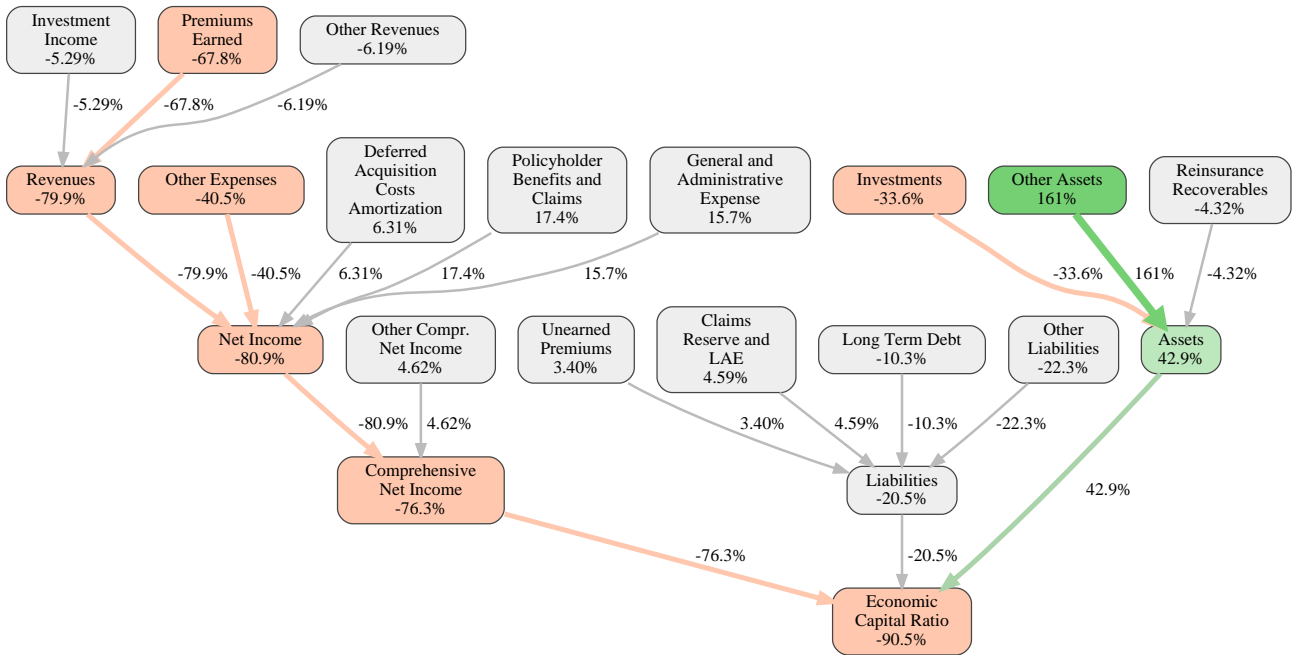 Investment
Income
-5.29%
Premiums
Earned
-67.8%
Other Revenues
-6.19%
-5.29%
-67.8%
-6.19%
Revenues
-79.9%
Other Expenses
-40.5%
Deferred
Acquisition
Costs
Amortization
6.31%
Policyholder
Benefits and
Claims
17.4%
General and
Administrative
Expense
15.7%
Investments
-33.6%
Other Assets
161%
Reinsurance
Recoverables
-4.32%
-79.9%
-40.5%
6.31%
17.4%
15.7%
-33.6%
161%
-4.32%
Net Income
-80.9%
Other Compr.
Net Income
4.62%
Unearned
Premiums
3.40%
Claims
Reserve and
LAE
4.59%
Long Term Debt
-10.3%
Other
Liabilities
-22.3%
Assets
42.9%
-80.9%
4.62%
3.40%
4.59%
-10.3%
-22.3%
Comprehensive
Net Income
-76.3%
Liabilities
-20.5%
42.9%
-76.3%
-20.5%
Economic
Capital Ratio
-90.5%